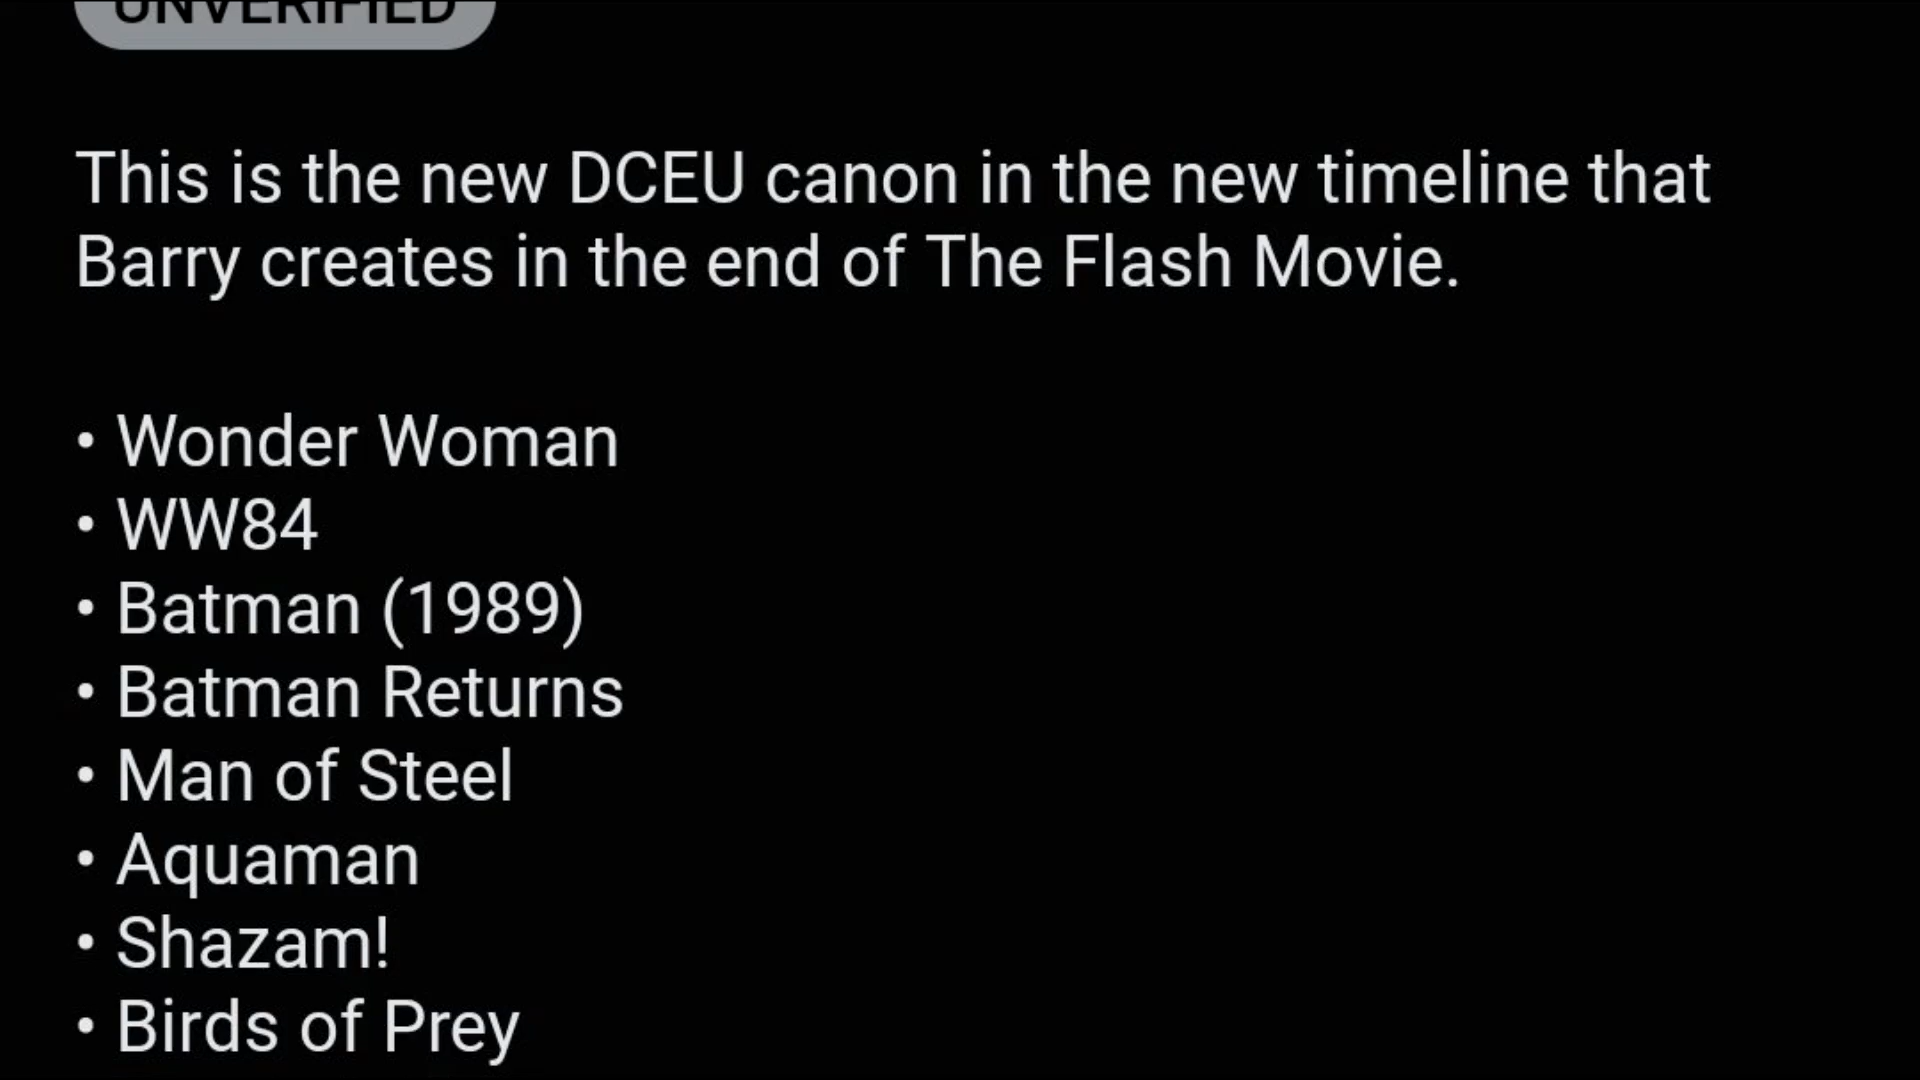 UNVERIFIED
This is the new DCEU canon in the new timeline that
Barry creates in the end of The Flash Movie.
• Wonder Woman
• WW84
• Batman (1989)
• Batman Returns
• Man of Steel
• Aquaman
• Shazam!
• Birds of Prey